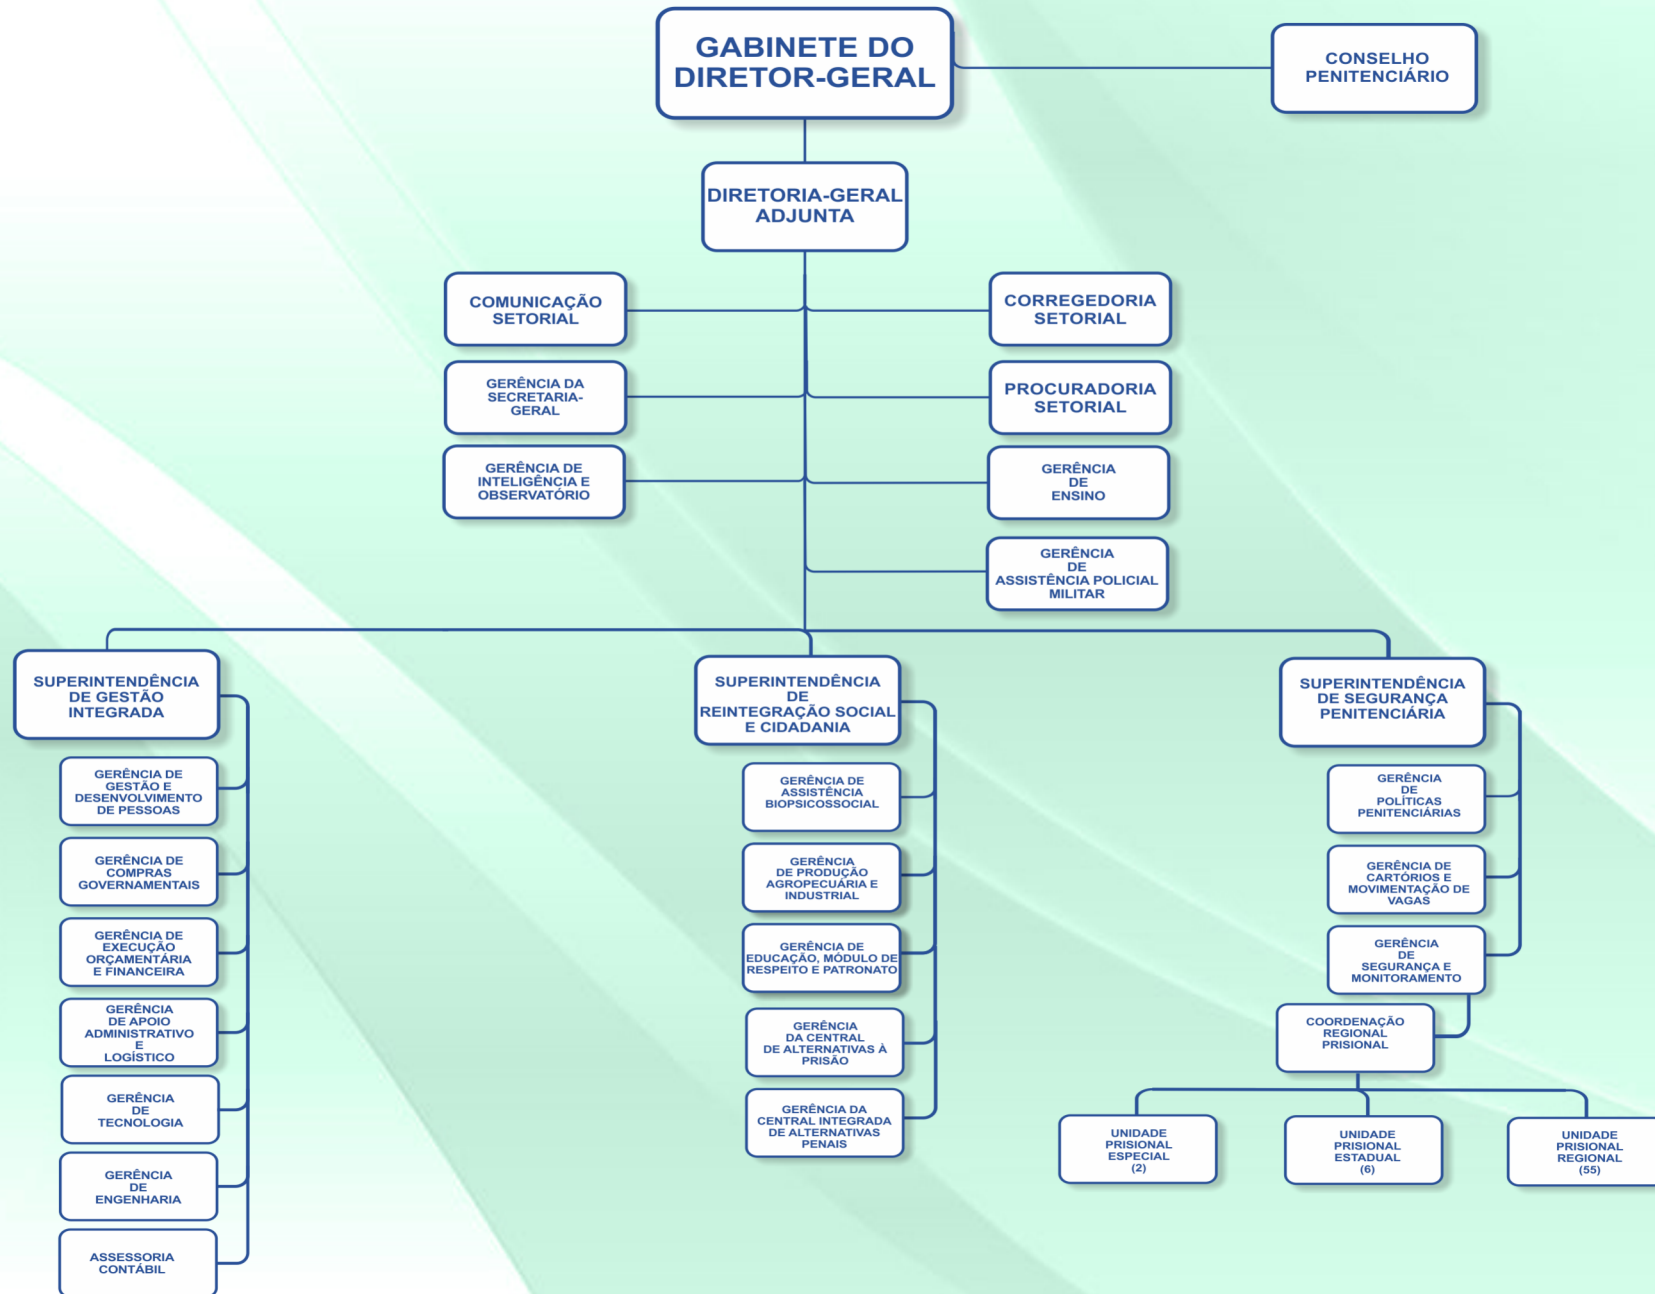 GABINETE DO
DIRETOR-GERAL
CONSELHO
PENITENCIÁRIO
DIRETORIA-GERAL
ADJUNTA
COMUNICAÇÃO
SETORIAL
CORREGEDORIA
SETORIAL
GERÊNCIA DA
SECRETARIA-
GERAL
PROCURADORIA
SETORIAL
GERÊNCIA DE
INTELIGÊNCIA E
OBSERVATÓRIO
GERÊNCIA
DE
ENSINO
GERÊNCIA
DE
ASSISTÊNCIA POLICIAL
MILITAR
SUPERINTENDÊNCIA
DE GESTÃO
INTEGRADA
GERÊNCIA DE
GESTÃO E
DESENVOLVIMENTO
DE PESSOAS
GERÊNCIA DE
COMPRAS
GOVERNAMENTAIS
GERÊNCIA DE
EXECUÇÃO
ORÇAMENTÁRIA
E FINANCEIRA
GERÊNCIA
DE APOIO
ADMINISTRATIVO
E
LOGÍSTICO
GERÊNCIA
DE
TECNOLOGIA
GERÊNCIA
DE
ENGENHARIA
ASSESSORIA
CONTÁBIL
SUPERINTENDÊNCIA
DE
REINTEGRAÇÃO SOCIAL
E CIDADANIA
GERÊNCIA DE
ASSISTÊNCIA
BIOPSICOSSOCIAL
GERÊNCIA
DE PRODUÇÃO
AGROPECUÁRIA E
INDUSTRIAL
GERÊNCIA DE
EDUCAÇÃO, MÓDULO DE
RESPEITO E PATRONATO
GERÊNCIA
DA CENTRAL
DE ALTERNATIVAS À
PRISÃO
GERÊNCIA DA
CENTRAL INTEGRADA
DE ALTERNATIVAS
PENAIS
SUPERINTENDÊNCIA
DE SEGURANÇA
PENITENCIÁRIA
GERÊNCIA
DE
POLÍTICAS
PENITENCIÁRIAS
GERÊNCIA DE
CARTÓRIOS E
MOVIMENTAÇÃO DE
VAGAS
GERÊNCIA
DE
SEGURANÇA E
MONITORAMENTO
COORDENAÇÃO
REGIONAL
PRISIONAL
UNIDADE
PRISIONAL
ESPECIAL
(2)
UNIDADE
PRISIONAL
ESTADUAL
(6)
UNIDADE
PRISIONAL
REGIONAL
(55)